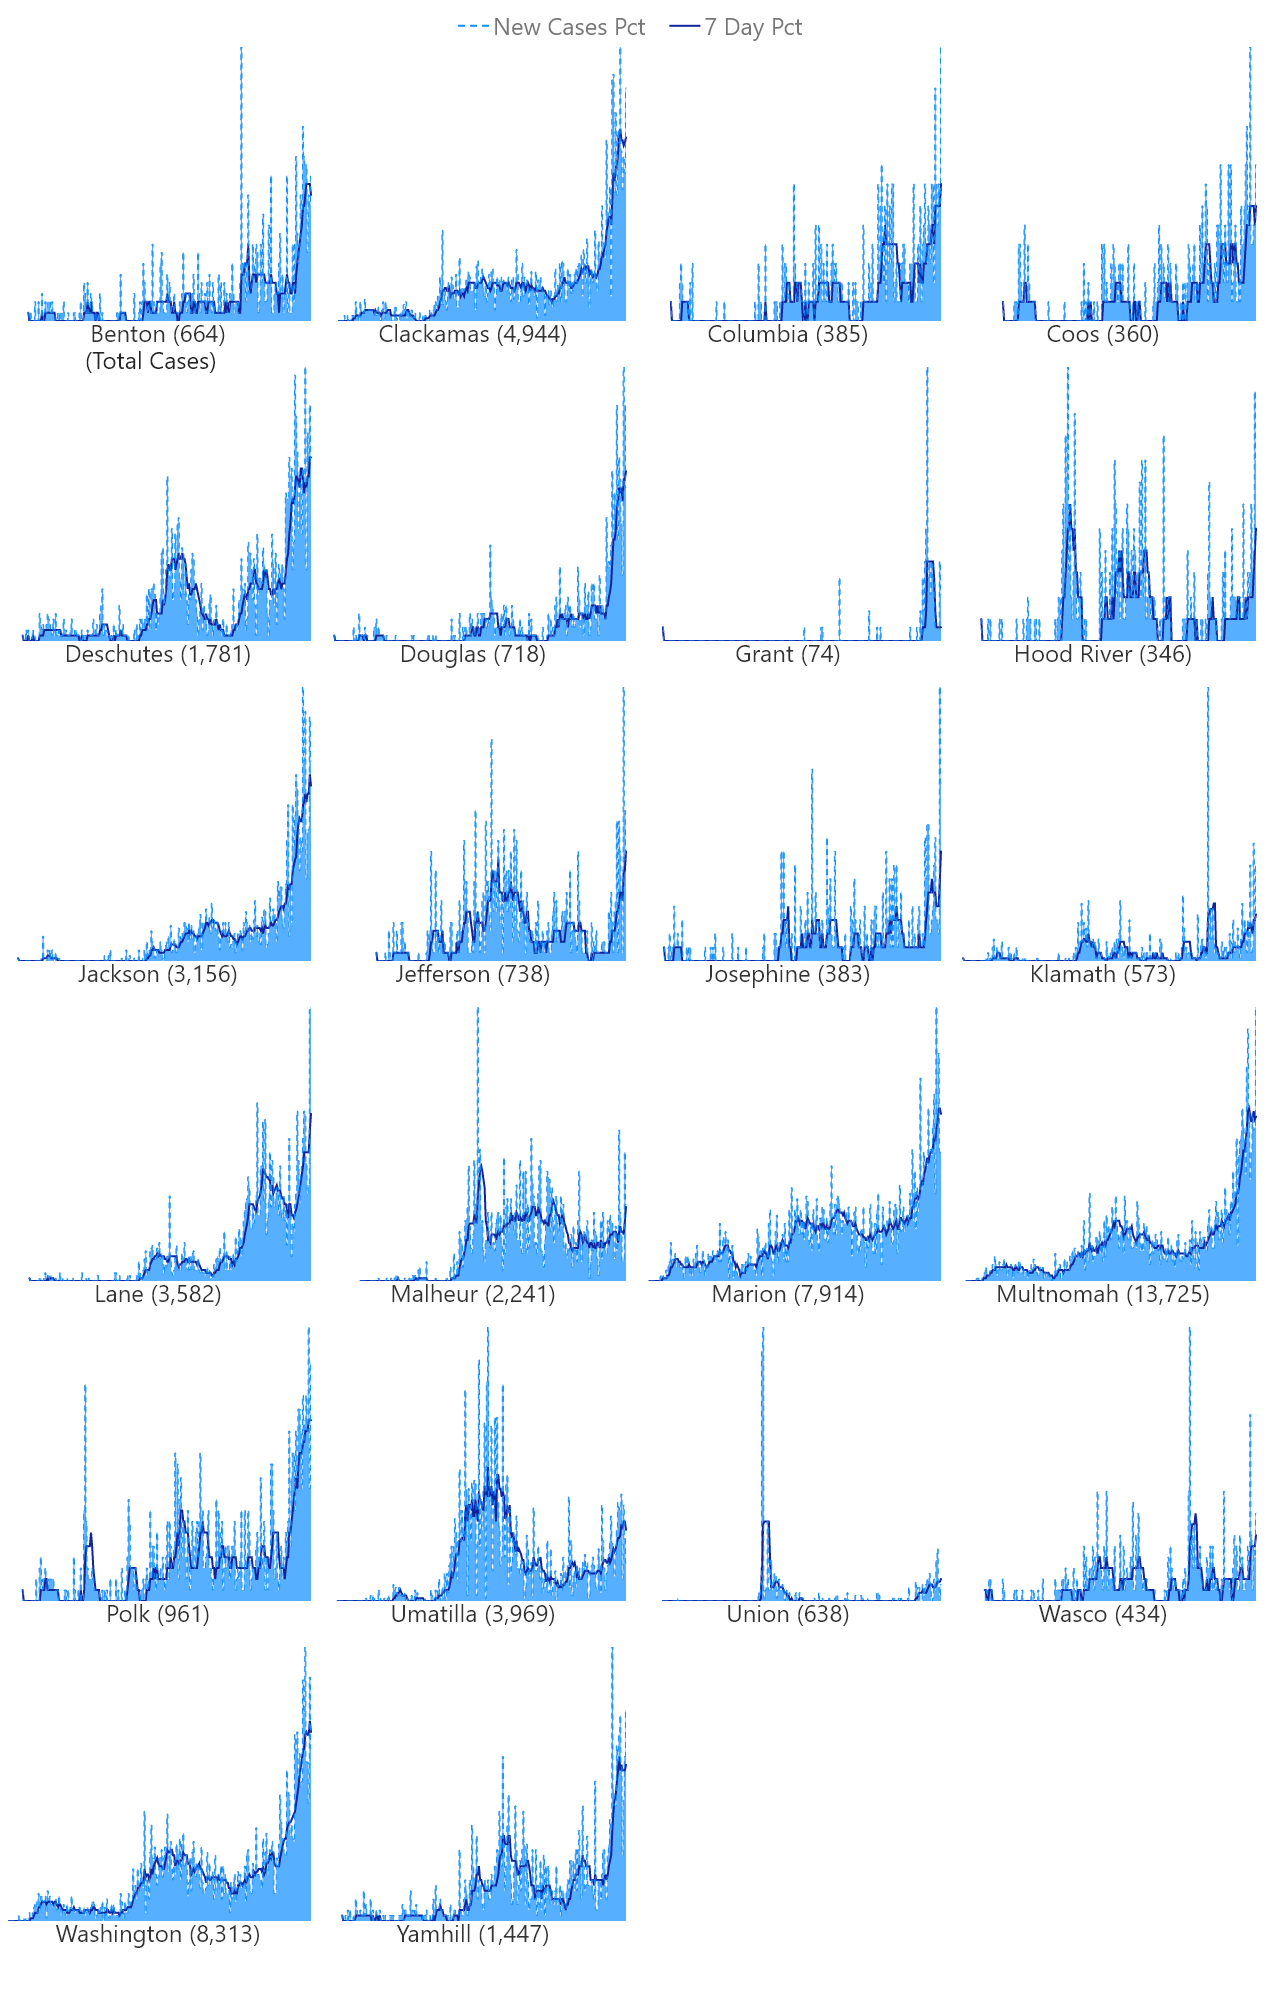 New Cases Pct 7 Day Pct
Benton (664) Clackamas (4,944) Columbia (385) Coos (360)
(Total Cases)
Deschutes (1,781) Douglas (718) Grant (74) Hood River (346)
Jackson (3,156) Jefferson (738) Josephine (383) Klamath (573)
Lane (3,582) Malheur (2,241) Marion (7,914) Multnomah (13,725)
Polk (961) Umatilla (3,969) Union (638) Wasco (434)
Washington (8,313) Yamhill (1,447)